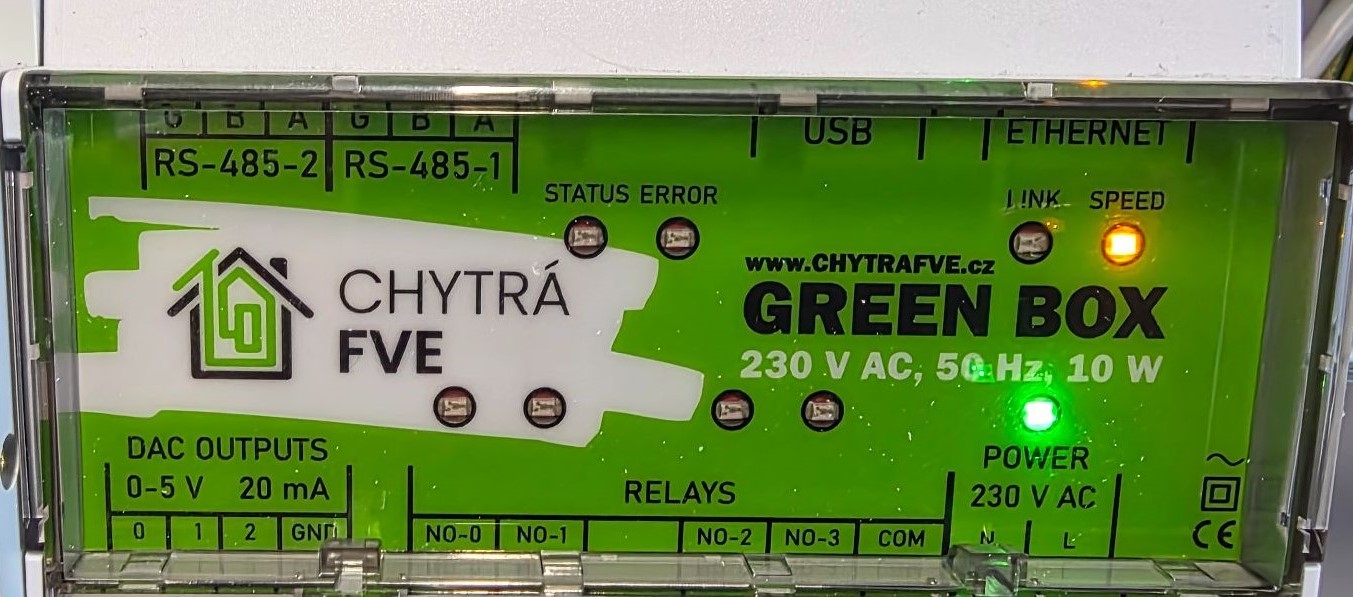 G B A G B A
RS-485-2 RS-485-1
USB
ETHERNET
STATUS ERROR
LINK SPEED
www.CHYTRAFVE.cz
GREEN BOX
230 V AC, 50 Hz, 10 W
CHYTRÁ
FVE
DAC OUTPUTS
0-5 V 20 mA
0 1 2 GND
RELAYS
NO-0 NO-1 NO-2 NO-3 COM
POWER
230 V AC
N L
~
CE